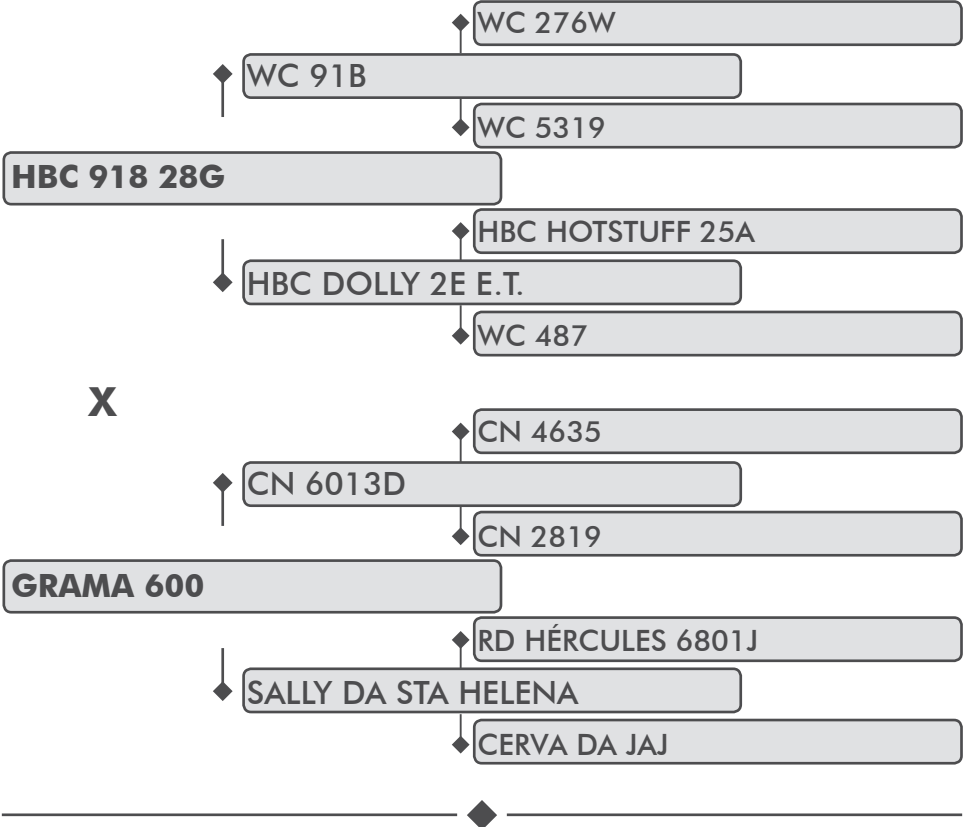 WC 276W
WC 91B
WC 5319
HBC 918 28G
HBC HOTSTUFF 25A
HBC DOLLY 2E E.T.
WC 487
X
CN 4635
CN 6013D
CN 2819
GRAMA 600
RD HÉRCULES 6801J
SALLY DA STA HELENA
CERVA DA JAJ